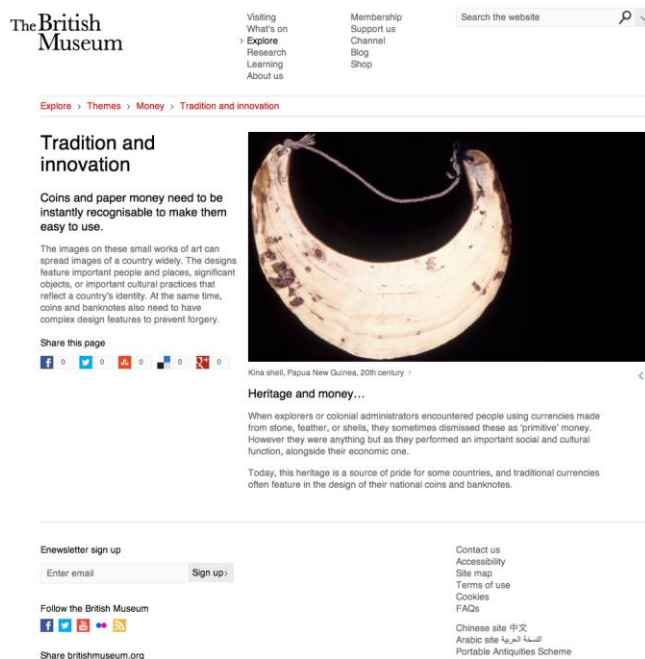 The British
Museum
Visiting
What's on
› Explore
Research
Learning
About us
Membership
Support us
Channel
Blog
Shop
Search the website
Explore › Themes › Money › Tradition and innovation
Tradition and
innovation
Coins and paper money need to be
instantly recognisable to make them
easy to use.
The images on these small works of art can
spread images of a country widely. The designs
feature important people and places, significant
objects, or important cultural practices that
reflect a country's identity. At the same time,
coins and banknotes also need to have
complex design features to prevent forgery.
Share this page
0 0 0 0 0
Kina shell, Papua New Guinea, 20th century ›
Heritage and money…
When explorers or colonial administrators encountered people using currencies made
from stone, feather, or shells, they sometimes dismissed these as 'primitive' money.
However they were anything but as they performed an important social and cultural
function, alongside their economic one.
Today, this heritage is a source of pride for some countries, and traditional currencies
often feature in the design of their national coins and banknotes.
Enewsletter sign up
Enter email
Sign up›
Follow the British Museum
Share britishmuseum.org
Contact us
Accessibility
Site map
Terms of use
Cookies
FAQs
Chinese site 中文
Arabic site النسخة العربية
Portable Antiquities Scheme